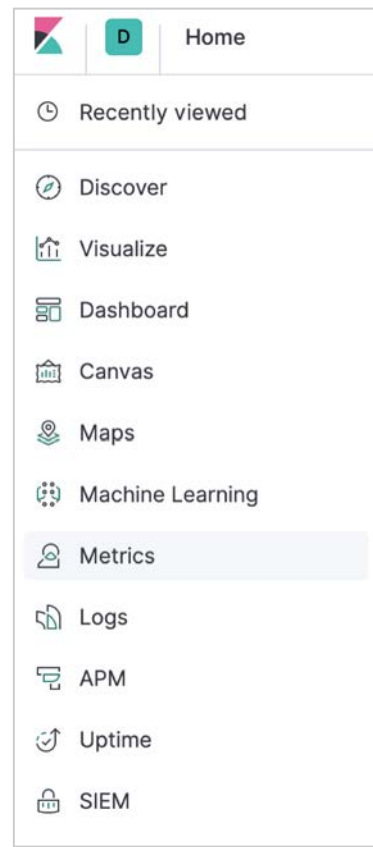 D Home
Recently viewed
Discover
Visualize
Dashboard
Canvas
Maps
Machine Learning
Metrics
Logs
APM
Uptime
SIEM